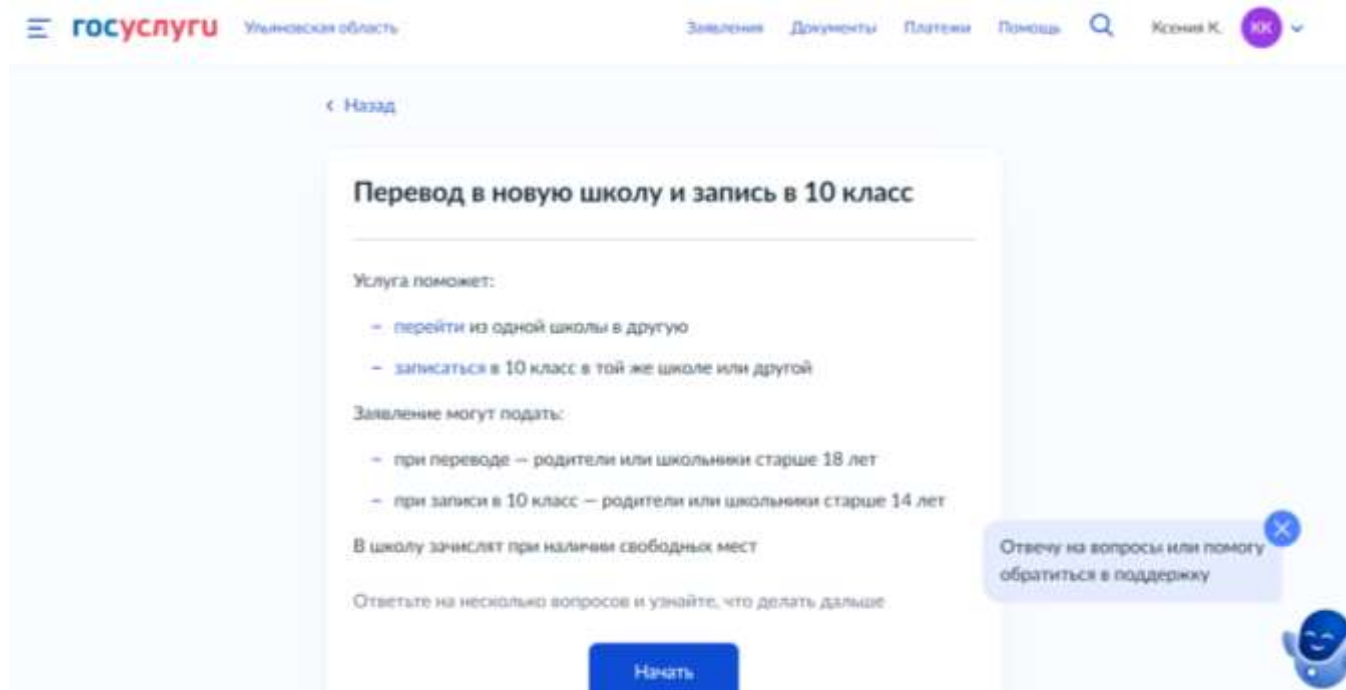 госуслуги Ульяновская область Заявления Документы Платежи Помощь Ксения К. КК
Назад
Перевод в новую школу и запись в 10 класс
Услуга поможет:
– перейти из одной школы в другую
– записаться в 10 класс в той же школе или другой
Заявление могут подать:
– при переводе — родители или школьники старше 18 лет
– при записи в 10 класс — родители или школьники старше 14 лет
В школу зачислят при наличии свободных мест
Отвечу на вопросы или помогу
обратиться в поддержку
Ответьте на несколько вопросов и узнайте, что делать дальше
Начать